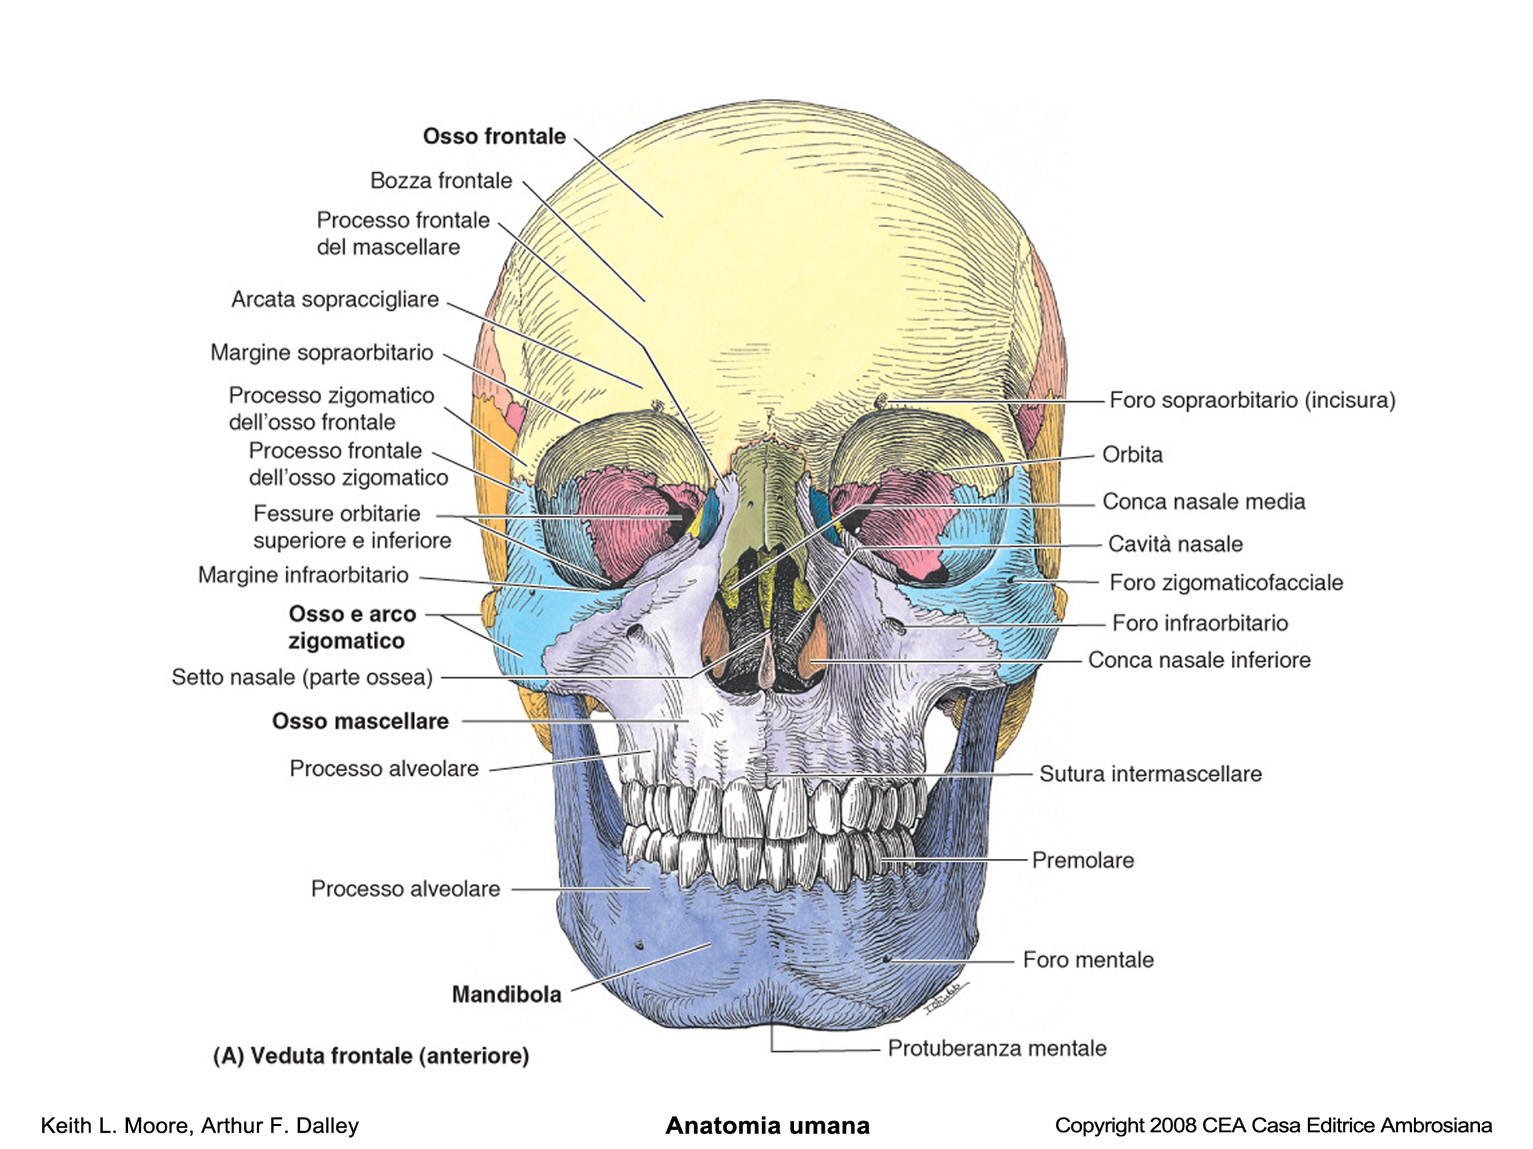 Osso frontale
Bozza frontale
Processo frontale
del mascellare
Arcata sopraccigliare
Margine sopraorbitario
Processo zigomatico
dell'osso frontale
Processo frontale
dell'osso zigomatico
Fessure orbitarie
superiore e inferiore
Margine infraorbitario
Osso e arco
zigomatico
Setto nasale (parte ossea)
Osso mascellare
Processo alveolare
Processo alveolare
Mandibola
Foro sopraorbitario (incisura)
Orbita
Conca nasale media
Cavità nasale
Foro zigomaticofacciale
Foro infraorbitario
Conca nasale inferiore
Sutura intermascellare
Premolare
Foro mentale
Protuberanza mentale
(A) Veduta frontale (anteriore)
Keith L. Moore, Arthur F. Dalley
Anatomia umana
Copyright 2008 CEA Casa Editrice Ambrosiana